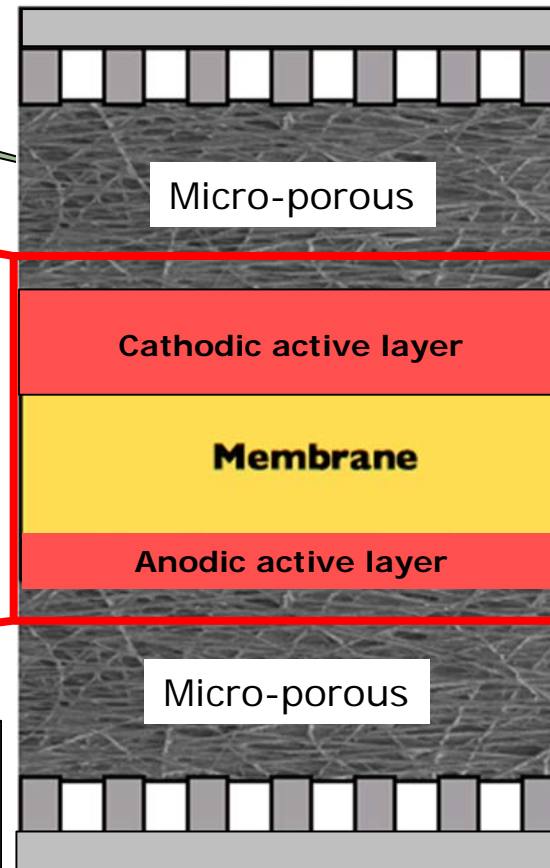 Micro-porous
Cathodic active layer
Membrane
Anodic active layer
Micro-porous